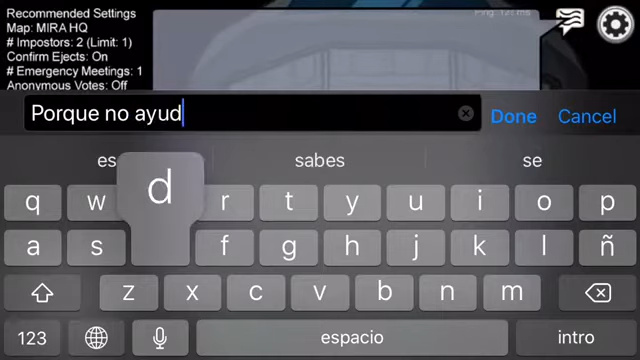 Recommended Settings
Map: MIRA HQ
# Impostors: 2 (Limit: 1)
Confirm Ejects: On
# Emergency Meetings: 1
Anonymous Votes: Off
Porque no ayud
Done Cancel
es sabes se
d
q w r t y u i o p
a s f g h j k l ñ
z x c v b n m
123 espacio intro